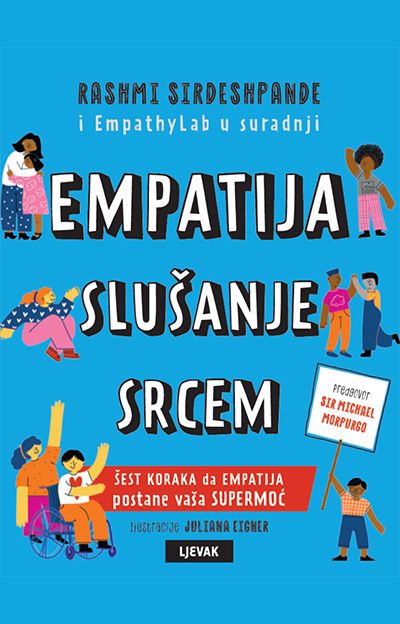 RASHMI SIRDESHPANDE
i EMPATHYLAB u suradnji
EMPATIJA
SLUŠANJE
SRCEM
Predgovor
SIR MICHAEL
MORPURGO
ŠEST KORAKA da EMPATIJA
postane vaša SUPERMOĆ
Ilustracije JULIANA EIGNER
LJEVAK